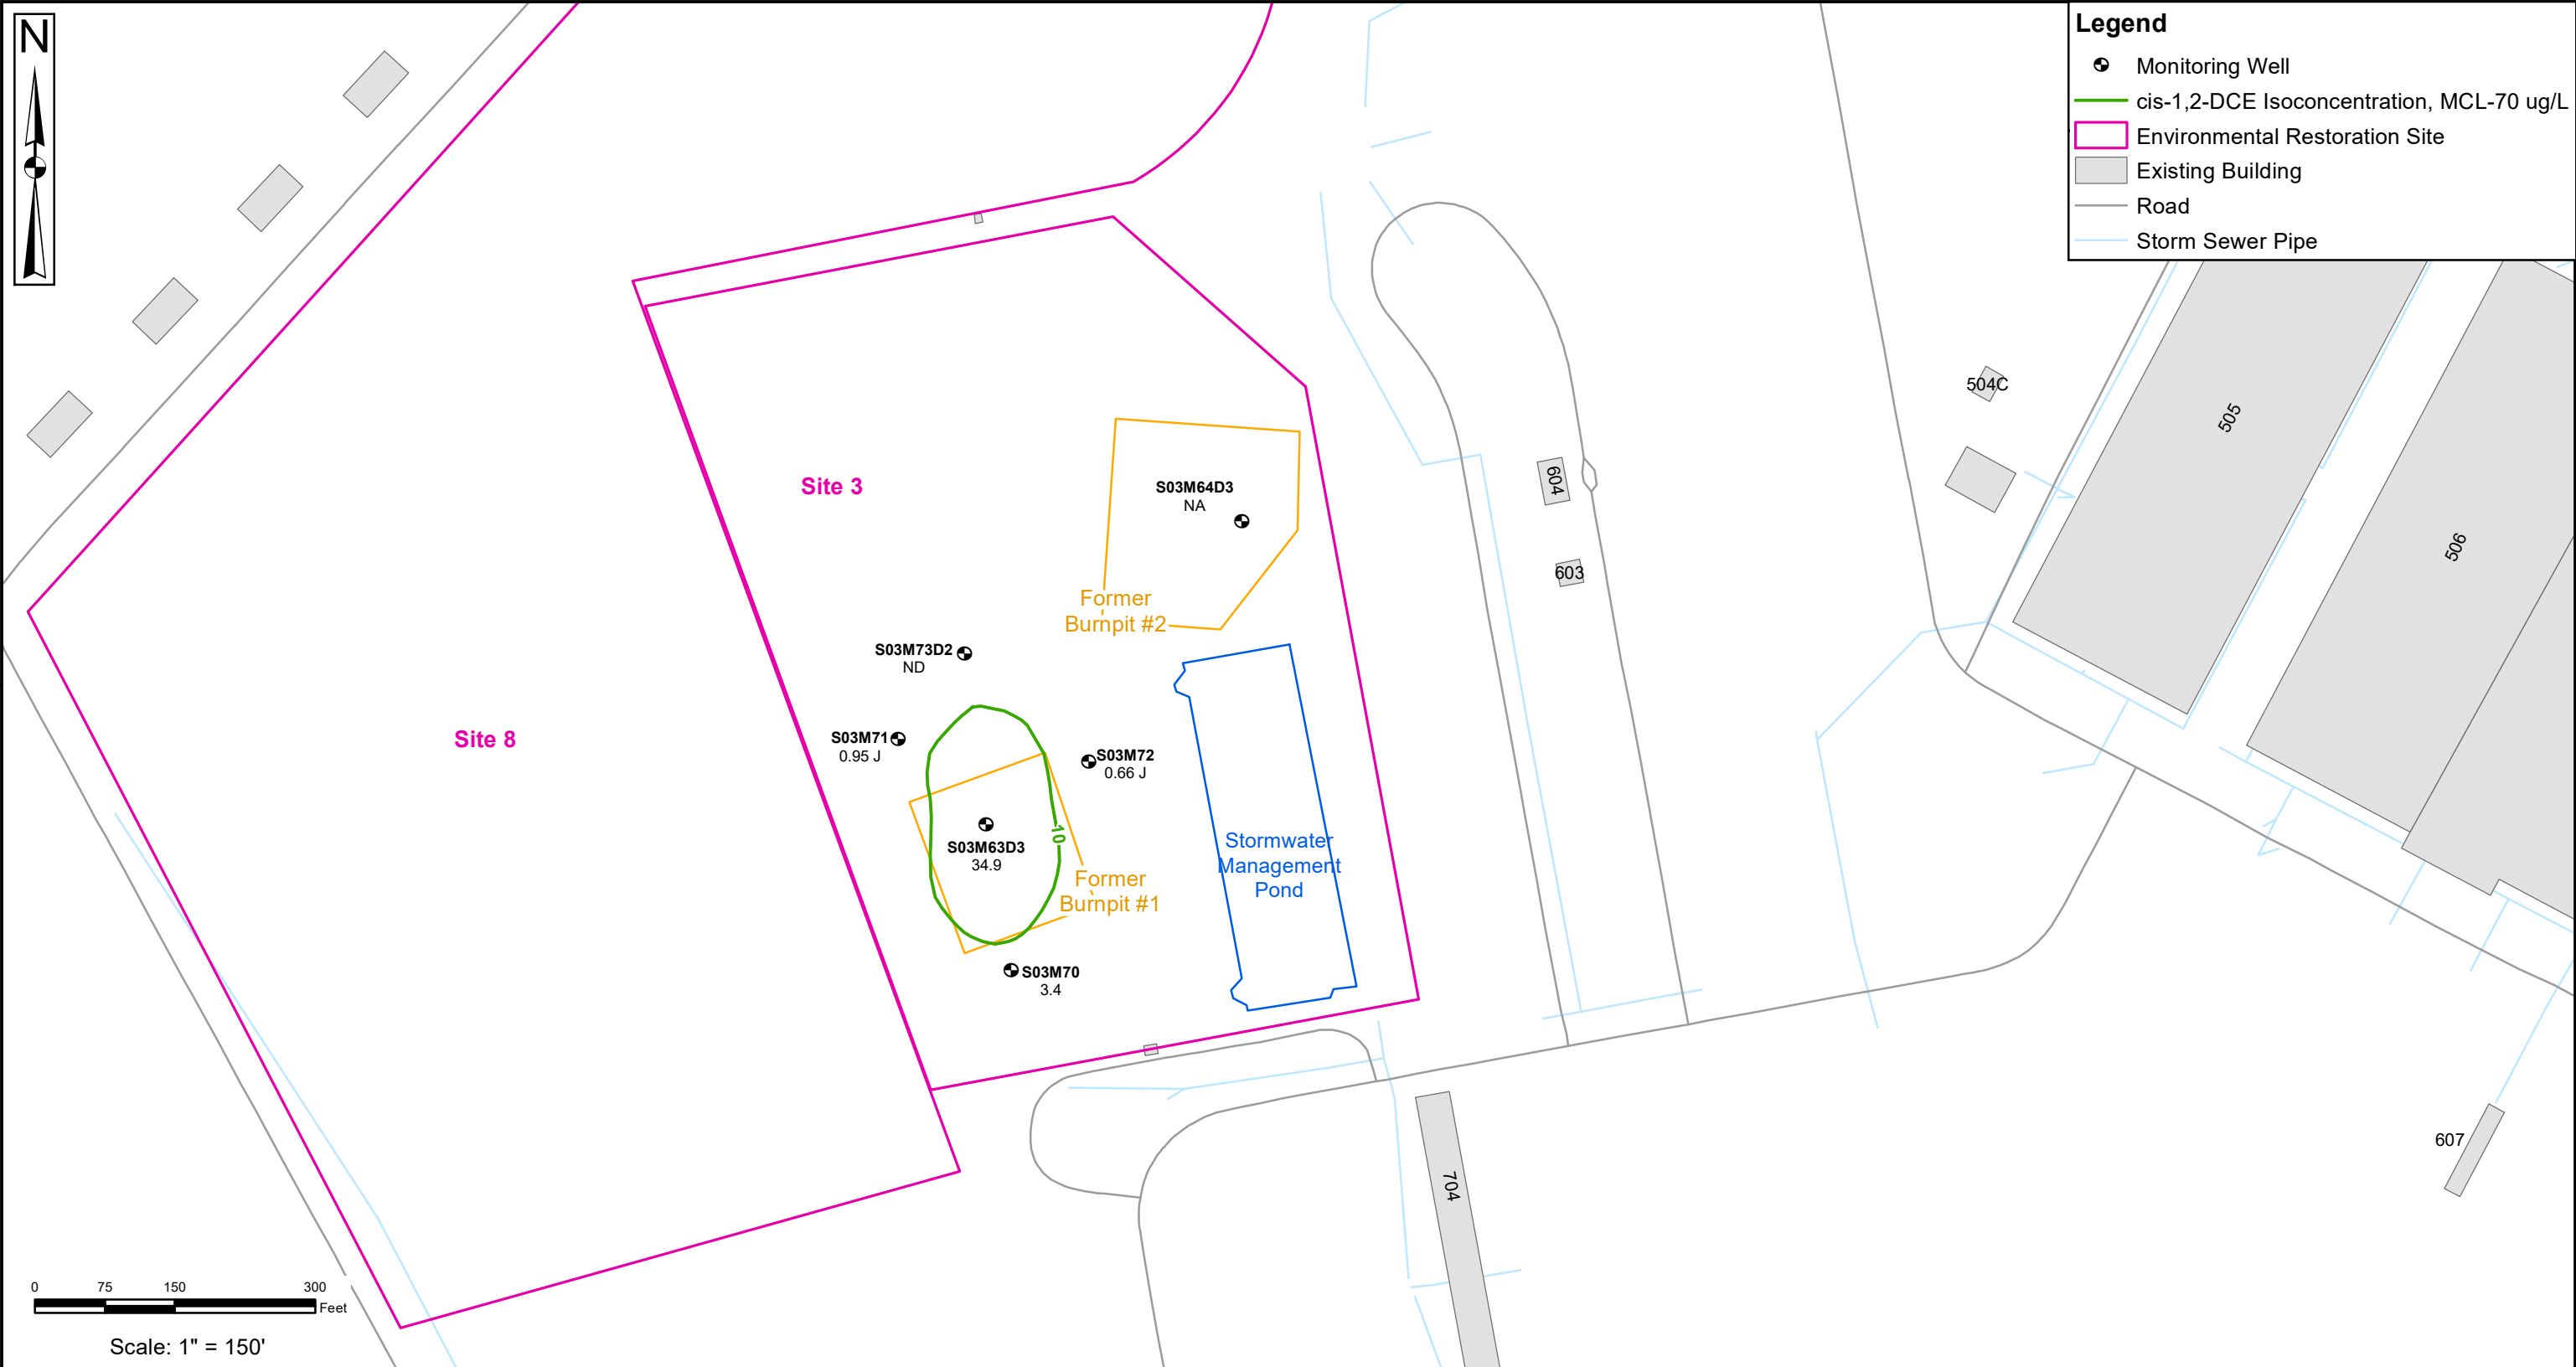 N
Legend
Monitoring Well
cis-1,2-DCE Isoconcentration, MCL-70 ug/L
Environmental Restoration Site
Existing Building
Road
Storm Sewer Pipe
504C
505
506
Site 3
S03M64D3
NA
604
603
Former
Burnpit #2
S03M73D2
ND
Site 8
S03M71
0.95 J
S03M72
0.66 J
10
S03M63D3
34.9
Former
Burnpit #1
Stormwater
Management
Pond
S03M70
3.4
607
704
0 75 150 300
Feet
Scale: 1" = 150'